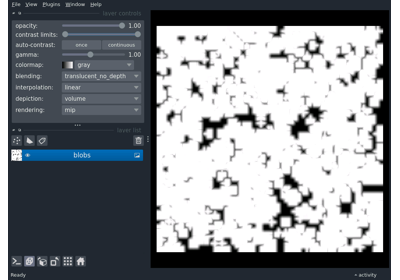 File View Plugins Window Help
layer controls
opacity: 1.00
contrast limits:
auto-contrast: once continuous
gamma: 1.00
colormap: gray
blending: translucent_no_depth
interpolation: linear
depiction: volume
rendering: mip
layer list
blobs
Ready
activity